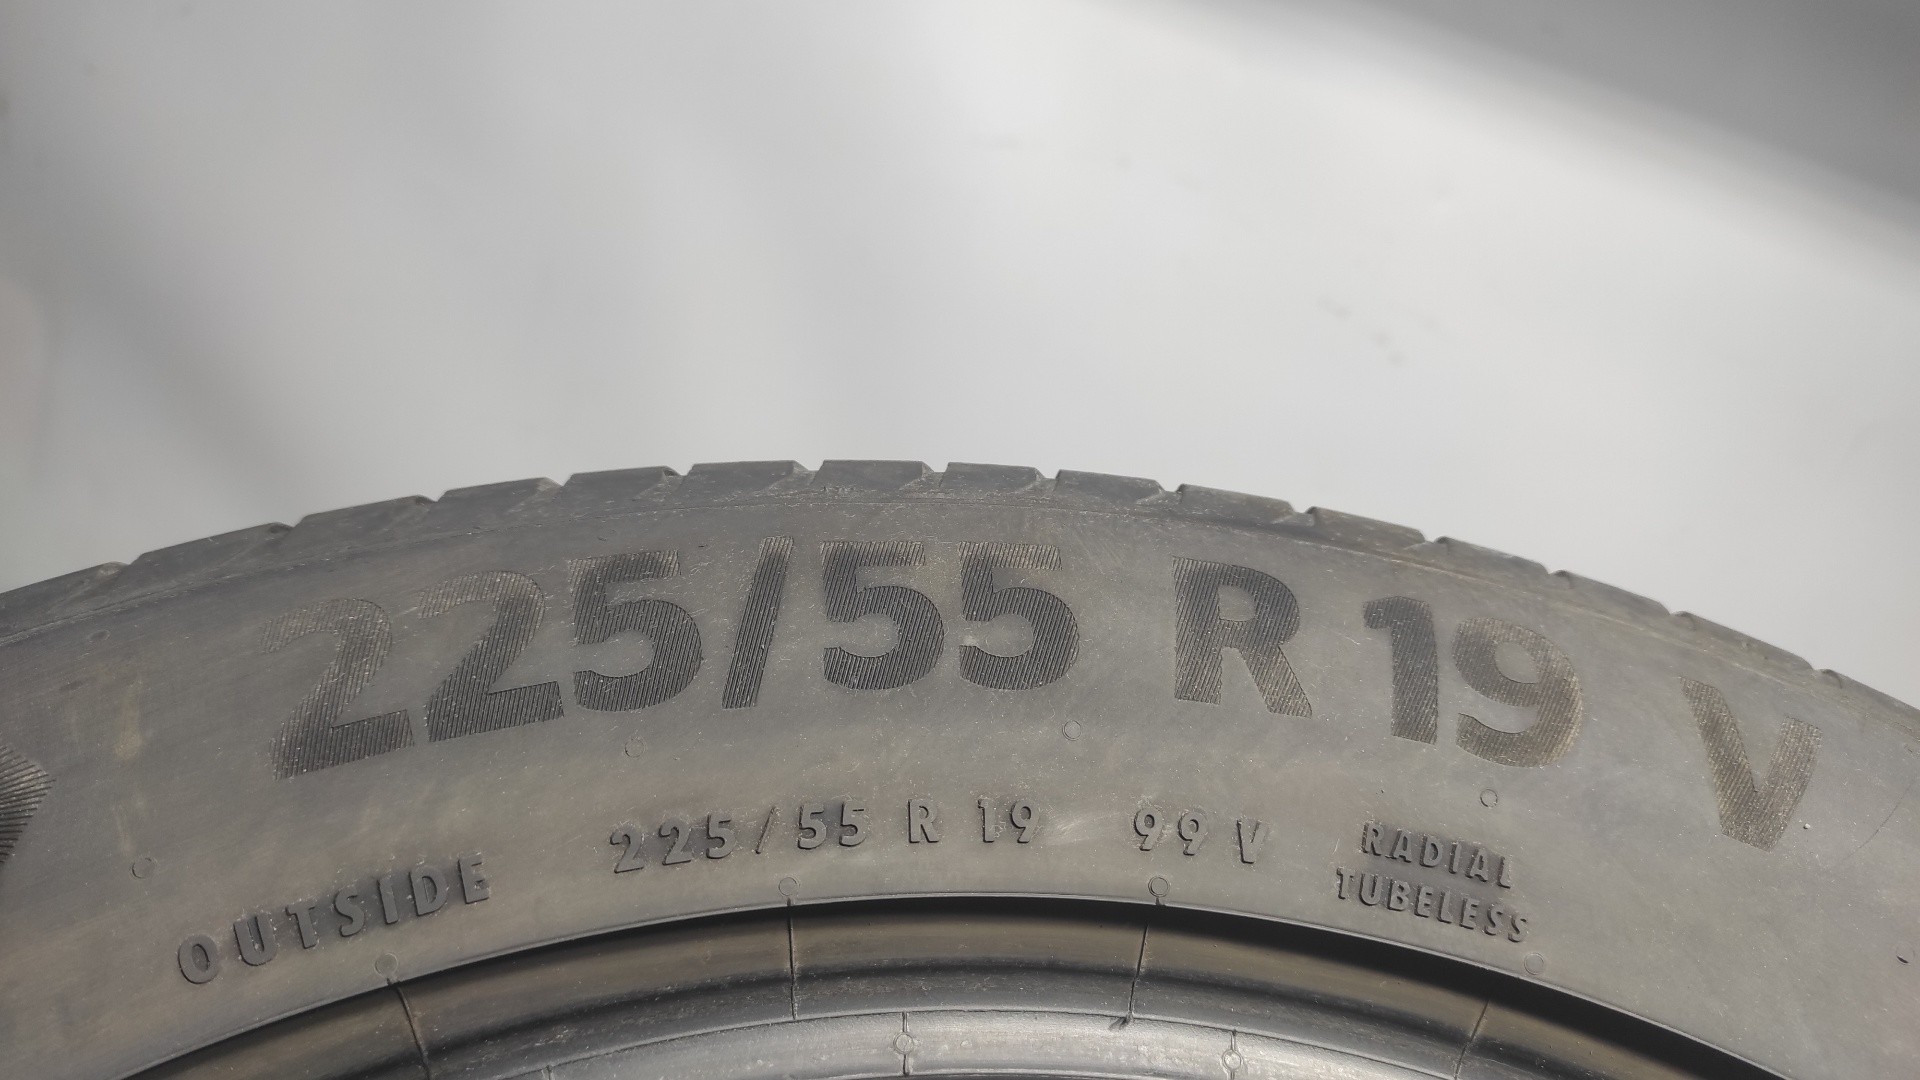 225/55 R 19 V
OUTSIDE 225/55 R 19 99 V RADIAL
TUBELESS